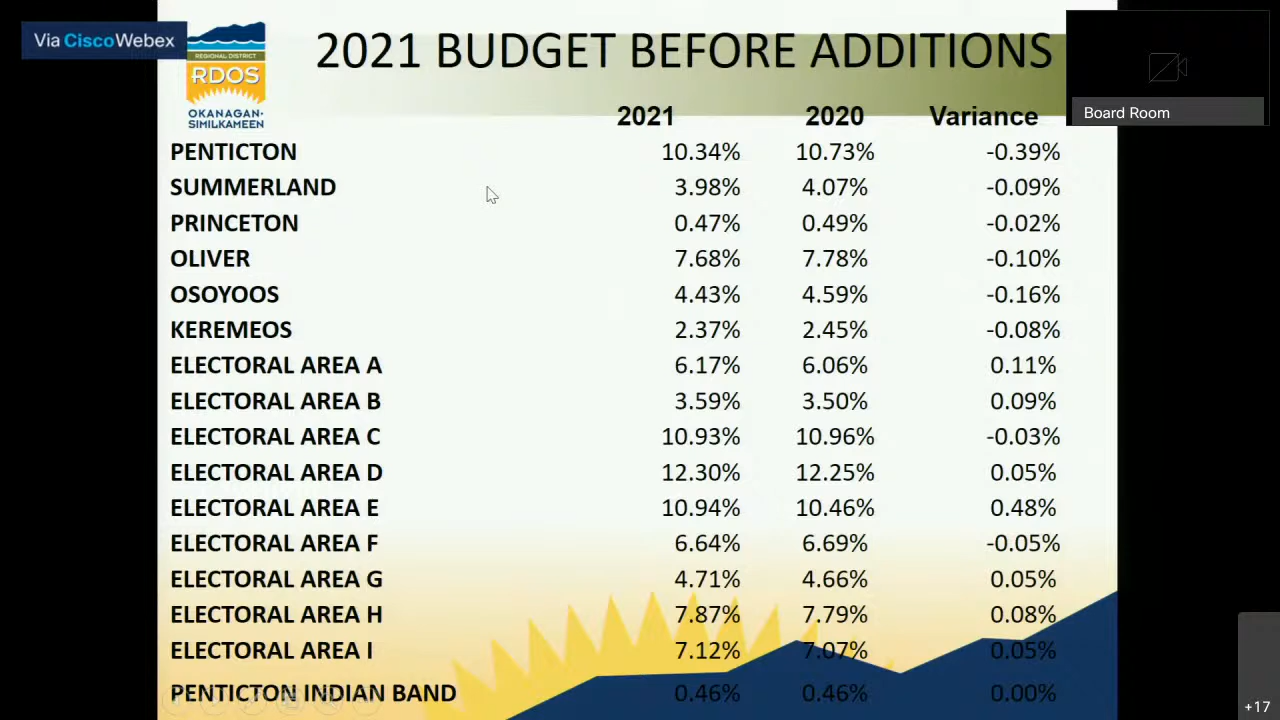 Via Cisco Webex
REGIONAL DISTRICT
RDOS
OKANAGAN-
SIMILKAMEEN
2021 BUDGET BEFORE ADDITIONS
Board Room
2021 2020 Variance
PENTICTON 10.34% 10.73% -0.39%
SUMMERLAND 3.98% 4.07% -0.09%
PRINCETON 0.47% 0.49% -0.02%
OLIVER 7.68% 7.78% -0.10%
OSOYOOS 4.43% 4.59% -0.16%
KEREMEOS 2.37% 2.45% -0.08%
ELECTORAL AREA A 6.17% 6.06% 0.11%
ELECTORAL AREA B 3.59% 3.50% 0.09%
ELECTORAL AREA C 10.93% 10.96% -0.03%
ELECTORAL AREA D 12.30% 12.25% 0.05%
ELECTORAL AREA E 10.94% 10.46% 0.48%
ELECTORAL AREA F 6.64% 6.69% -0.05%
ELECTORAL AREA G 4.71% 4.66% 0.05%
ELECTORAL AREA H 7.87% 7.79% 0.08%
ELECTORAL AREA I 7.12% 7.07% 0.05%
PENTICTON INDIAN BAND 0.46% 0.46% 0.00%
+17